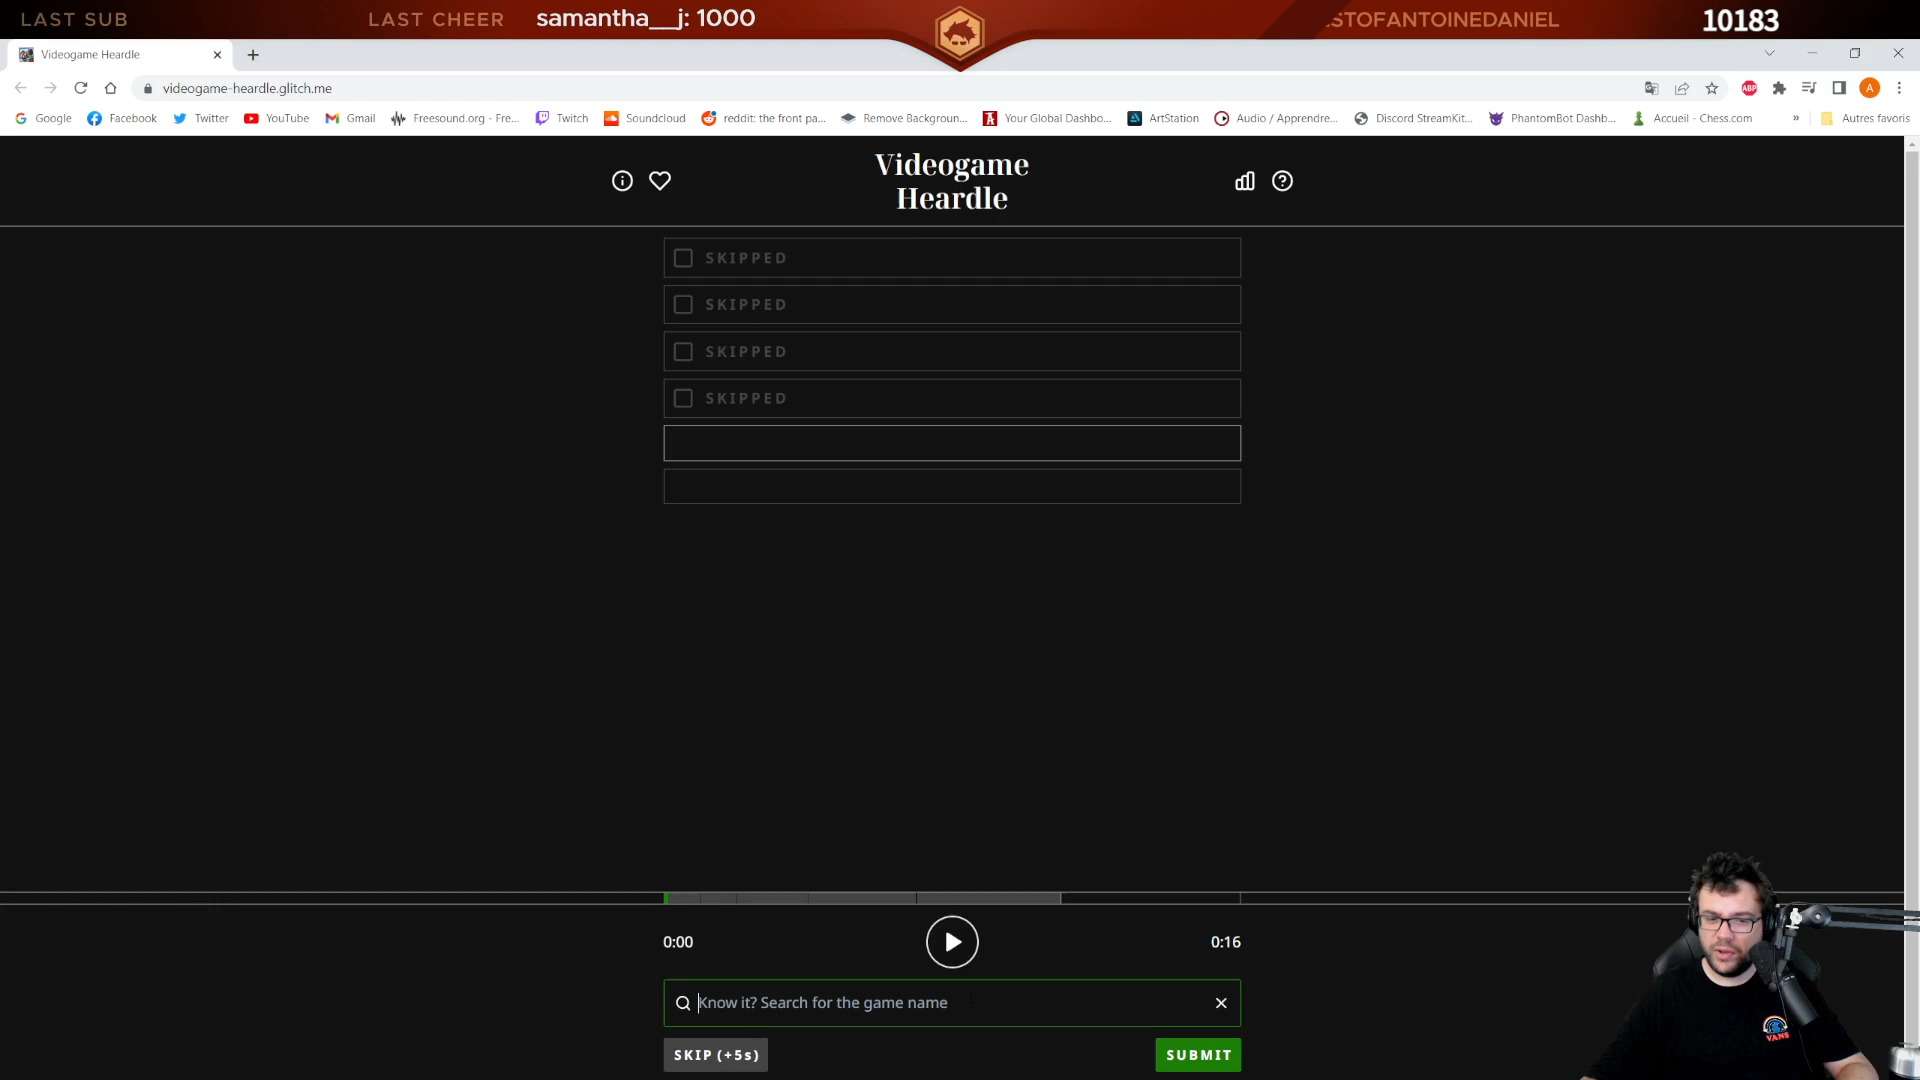 LAST SUB
LAST CHEER samantha__j: 1000
STOFANTOINEDANIEL
10183
Videogame Heardle
videogame-heardle.glitch.me
ABP
A
Google
Facebook
Twitter
YouTube
Gmail
Freesound.org - Fre...
Twitch
Soundcloud
reddit: the front pa...
Remove Backgroun...
Your Global Dashbo...
ArtStation
Audio / Apprendre...
Discord StreamKit...
PhantomBot Dashb...
Accueil - Chess.com
»
Autres favoris
Videogame
Heardle
SKIPPED
SKIPPED
SKIPPED
SKIPPED
0:00
0:16
Know it? Search for the game name
SKIP (+5s)
SUBMIT
VANS